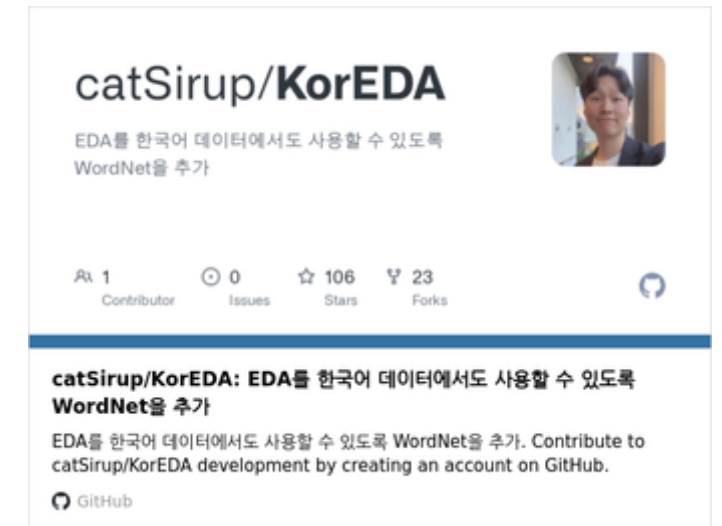 catSirup/KorEDA
EDA를 한국어 데이터에서도 사용할 수 있도록
WordNet을 추가
1
Contributor
0
Issues
106
Stars
23
Forks
catSirup/KorEDA: EDA를 한국어 데이터에서도 사용할 수 있도록
WordNet을 추가
EDA를 한국어 데이터에서도 사용할 수 있도록 WordNet을 추가. Contribute to
catSirup/KorEDA development by creating an account on GitHub.
GitHub